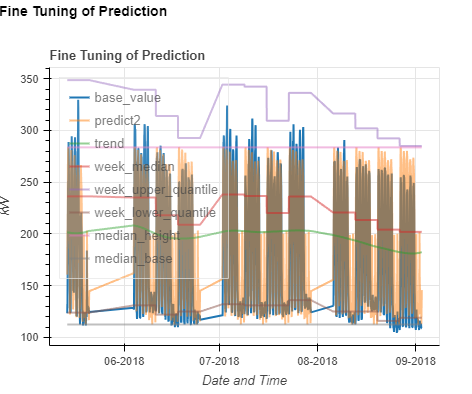 Fine Tuning of Prediction
Fine Tuning of Prediction
350
300
250
200
150
100
kW
base_value
predict2
trend
week_median
week_upper_quantile
week_lower_quantile
median_height
median_base
06-2018
07-2018
08-2018
09-2018
Date and Time